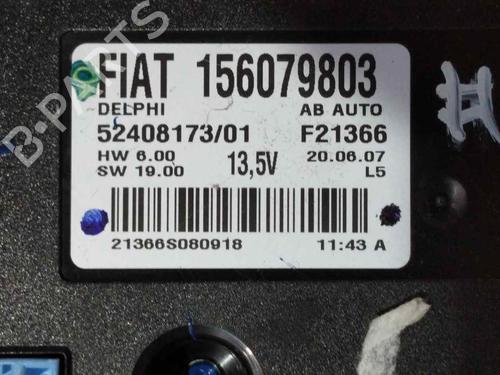 FIAT 156079803
DELPHI AB AUTO
52408173/01 F21366
HW 6.00 13,5V 20.06.07
SW 19.00 L5
21366S080918 11:43 A
B-PARTS